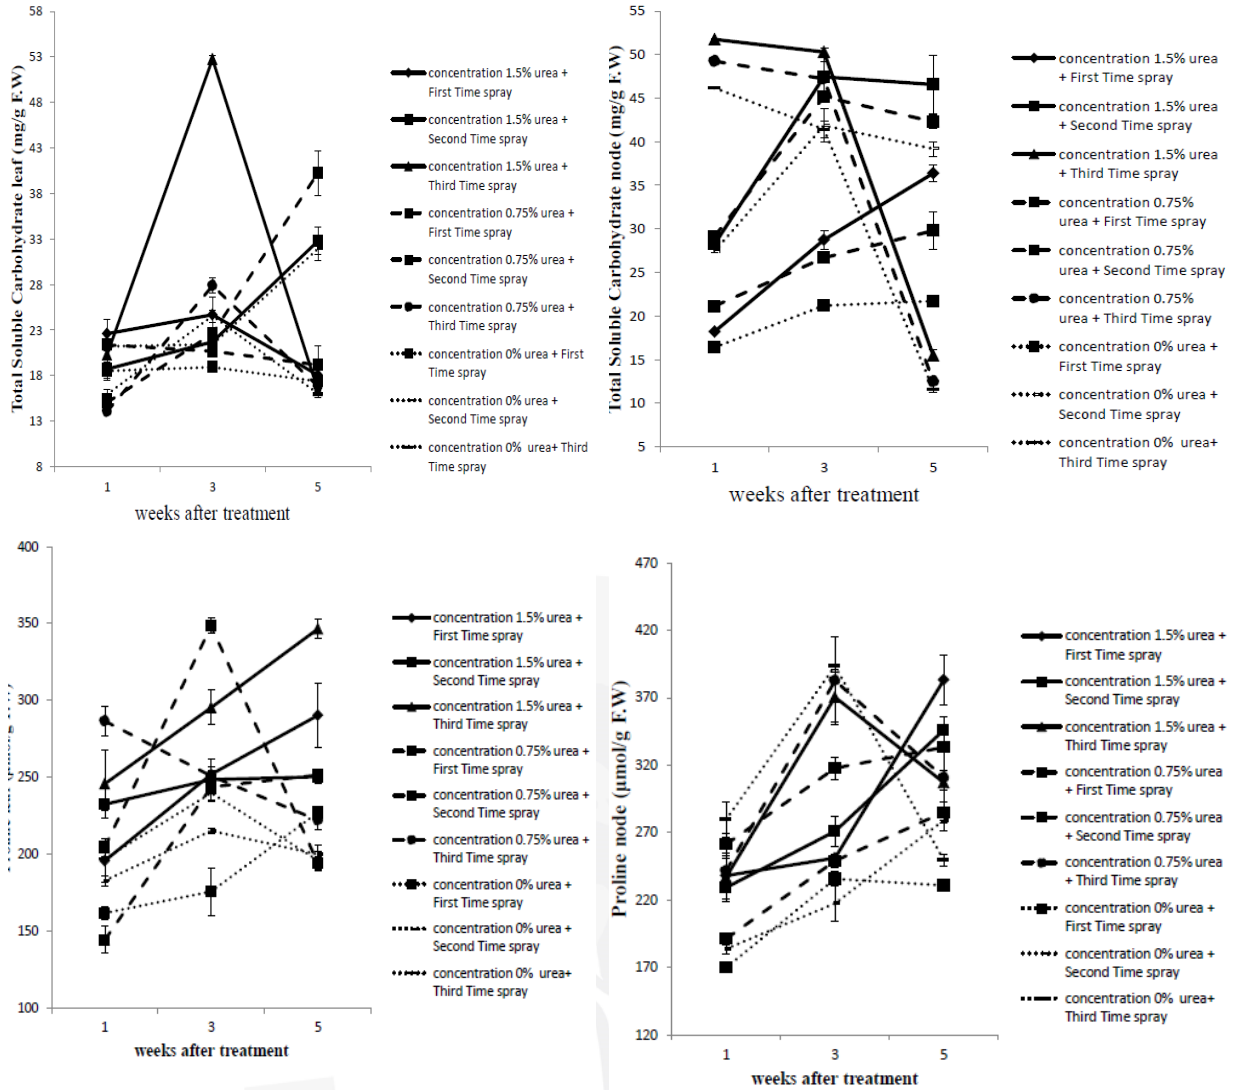 Total Soluble Carbohydrate leaf (mg/g F.W)
58
53
48
43
38
33
28
23
18
13
8
1
3
5
weeks after treatment
concentration 1.5% urea +
First Time spray
concentration 1.5% urea +
Second Time spray
concentration 1.5% urea +
Third Time spray
concentration 0.75% urea +
First Time spray
concentration 0.75% urea +
Second Time spray
concentration 0.75% urea +
Third Time spray
concentration 0% urea + First
Time spray
concentration 0% urea +
Second Time spray
concentration 0% urea+ Third
Time spray
Total Soluble Carbohydrate node (mg/g F.W)
55
50
45
40
35
30
25
20
15
10
5
1
3
5
weeks after treatment
concentration 1.5% urea
+ First Time spray
concentration 1.5% urea
+ Second Time spray
concentration 1.5% urea
+ Third Time spray
concentration 0.75%
urea + First Time spray
concentration 0.75%
urea + Second Time spray
concentration 0.75%
urea + Third Time spray
concentration 0% urea +
First Time spray
concentration 0% urea +
Second Time spray
concentration 0% urea+
Third Time spray
400
350
300
250
200
150
100
1
3
5
weeks after treatment
concentration 1.5% urea +
First Time spray
concentration 1.5% urea +
Second Time spray
concentration 1.5% urea +
Third Time spray
concentration 0.75% urea +
First Time spray
concentration 0.75% urea +
Second Time spray
concentration 0.75% urea +
Third Time spray
concentration 0% urea +
First Time spray
concentration 0% urea +
Second Time spray
concentration 0% urea+
Third Time spray
Proline node (µmol/g F.W)
470
420
370
320
270
220
170
120
1
3
5
weeks after treatment
concentration 1.5% urea +
First Time spray
concentration 1.5% urea +
Second Time spray
concentration 1.5% urea +
Third Time spray
concentration 0.75% urea
+ First Time spray
concentration 0.75% urea
+ Second Time spray
concentration 0.75% urea
+ Third Time spray
concentration 0% urea +
First Time spray
concentration 0% urea +
Second Time spray
concentration 0% urea+
Third Time spray